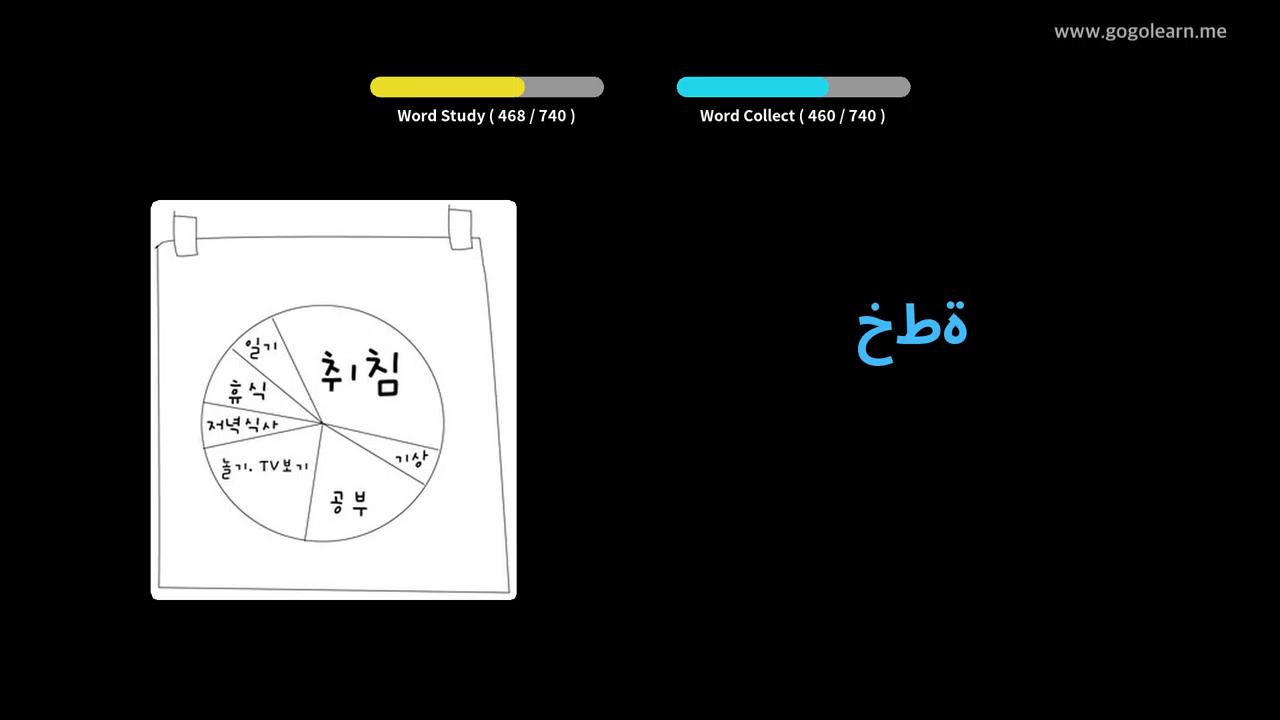 www.gogolearn.me
Word Study ( 468 / 740 )
Word Collect ( 460 / 740 )
일기
취침
휴식
저녁식사
놀기. TV보기
기상
공부
ةطخ